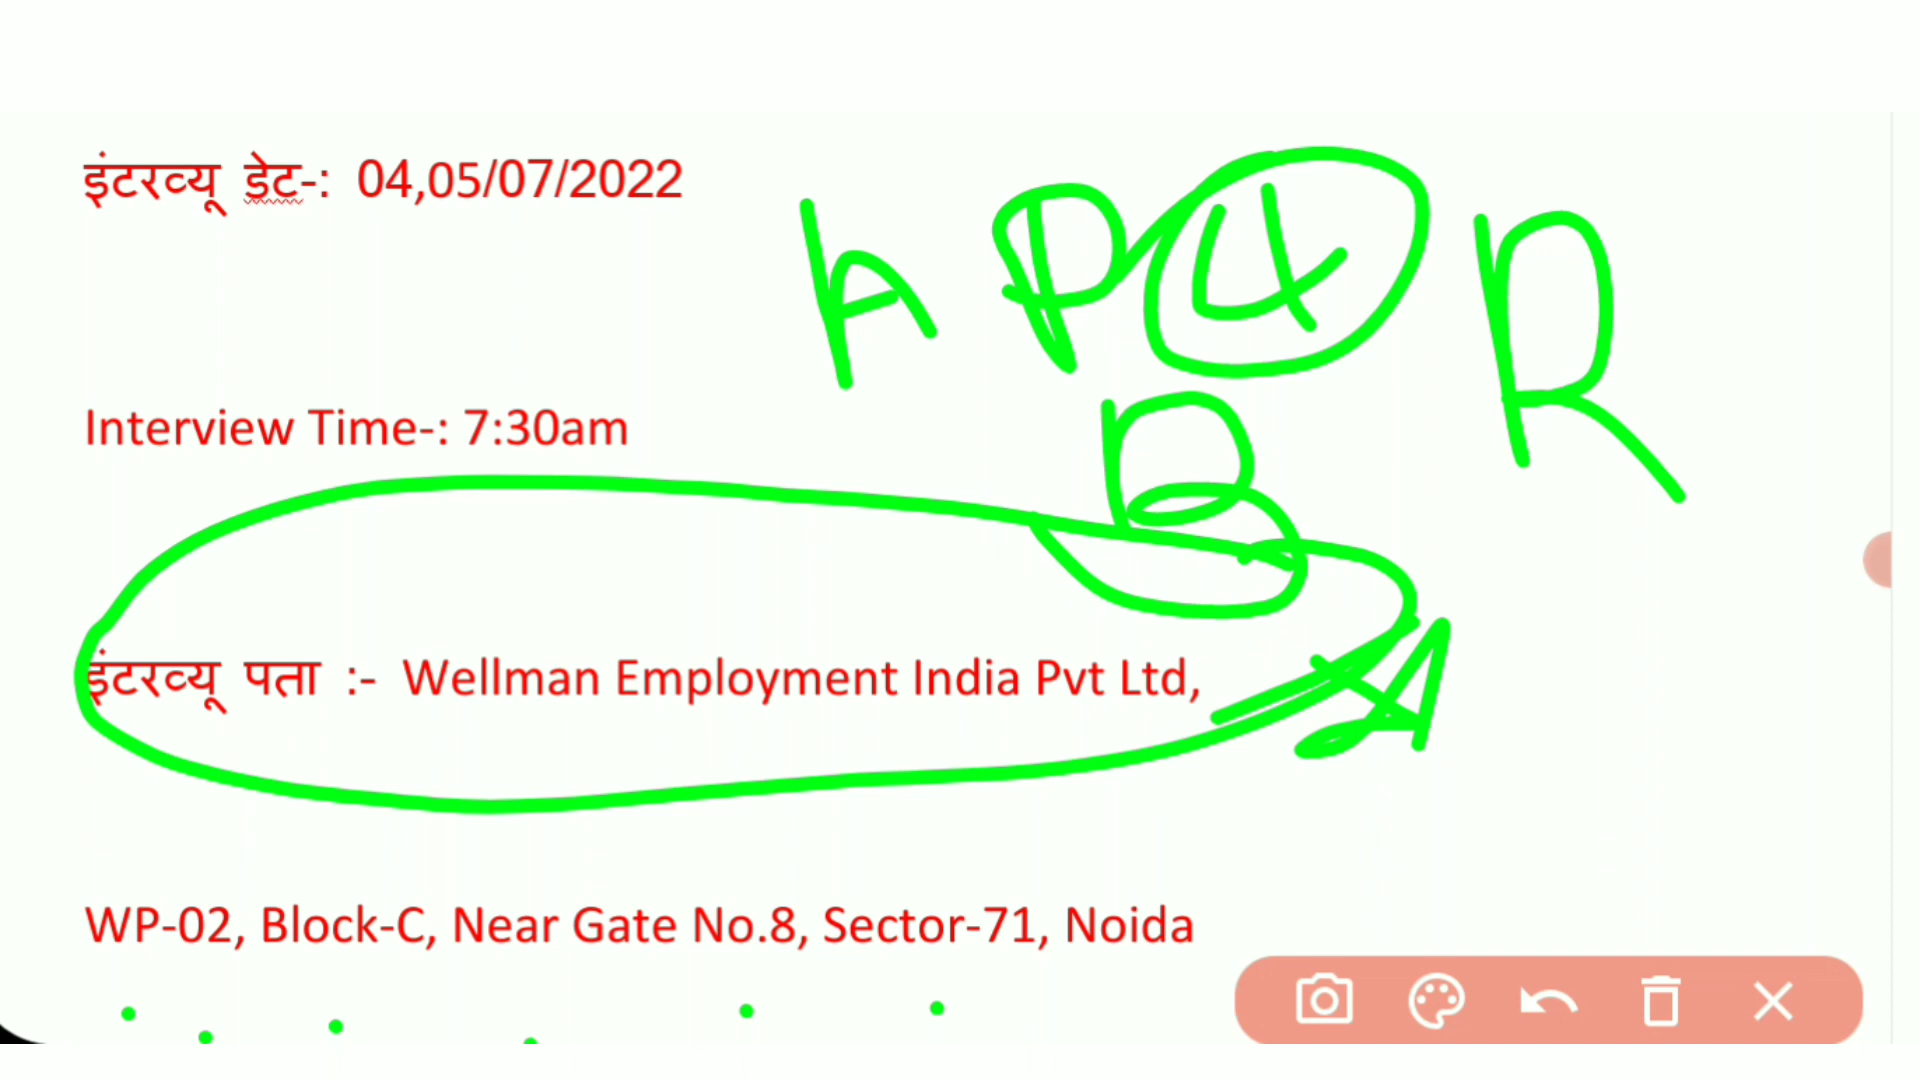 इंटरव्यू डेट-: 04,05/07/2022
Interview Time-: 7:30am
इंटरव्यू पता :- Wellman Employment India Pvt Ltd,
WP-02, Block-C, Near Gate No.8, Sector-71, Noida